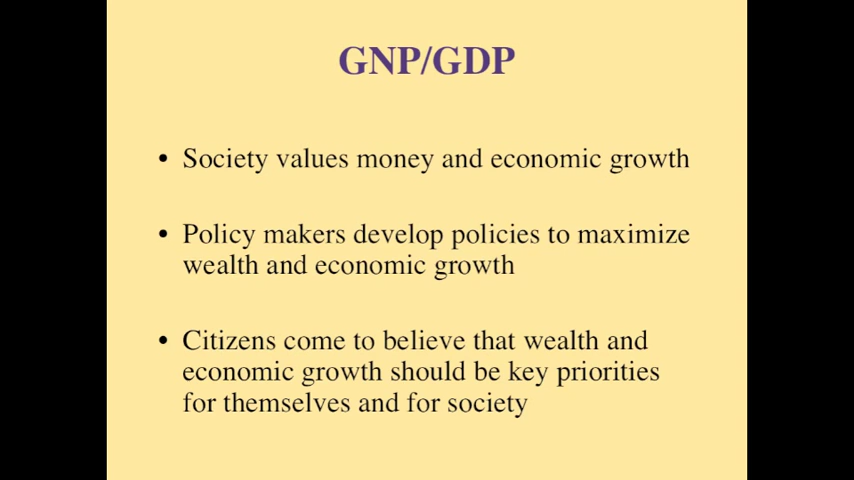 GNP/GDP
• Society values money and economic growth
• Policy makers develop policies to maximize
wealth and economic growth
• Citizens come to believe that wealth and
economic growth should be key priorities
for themselves and for society